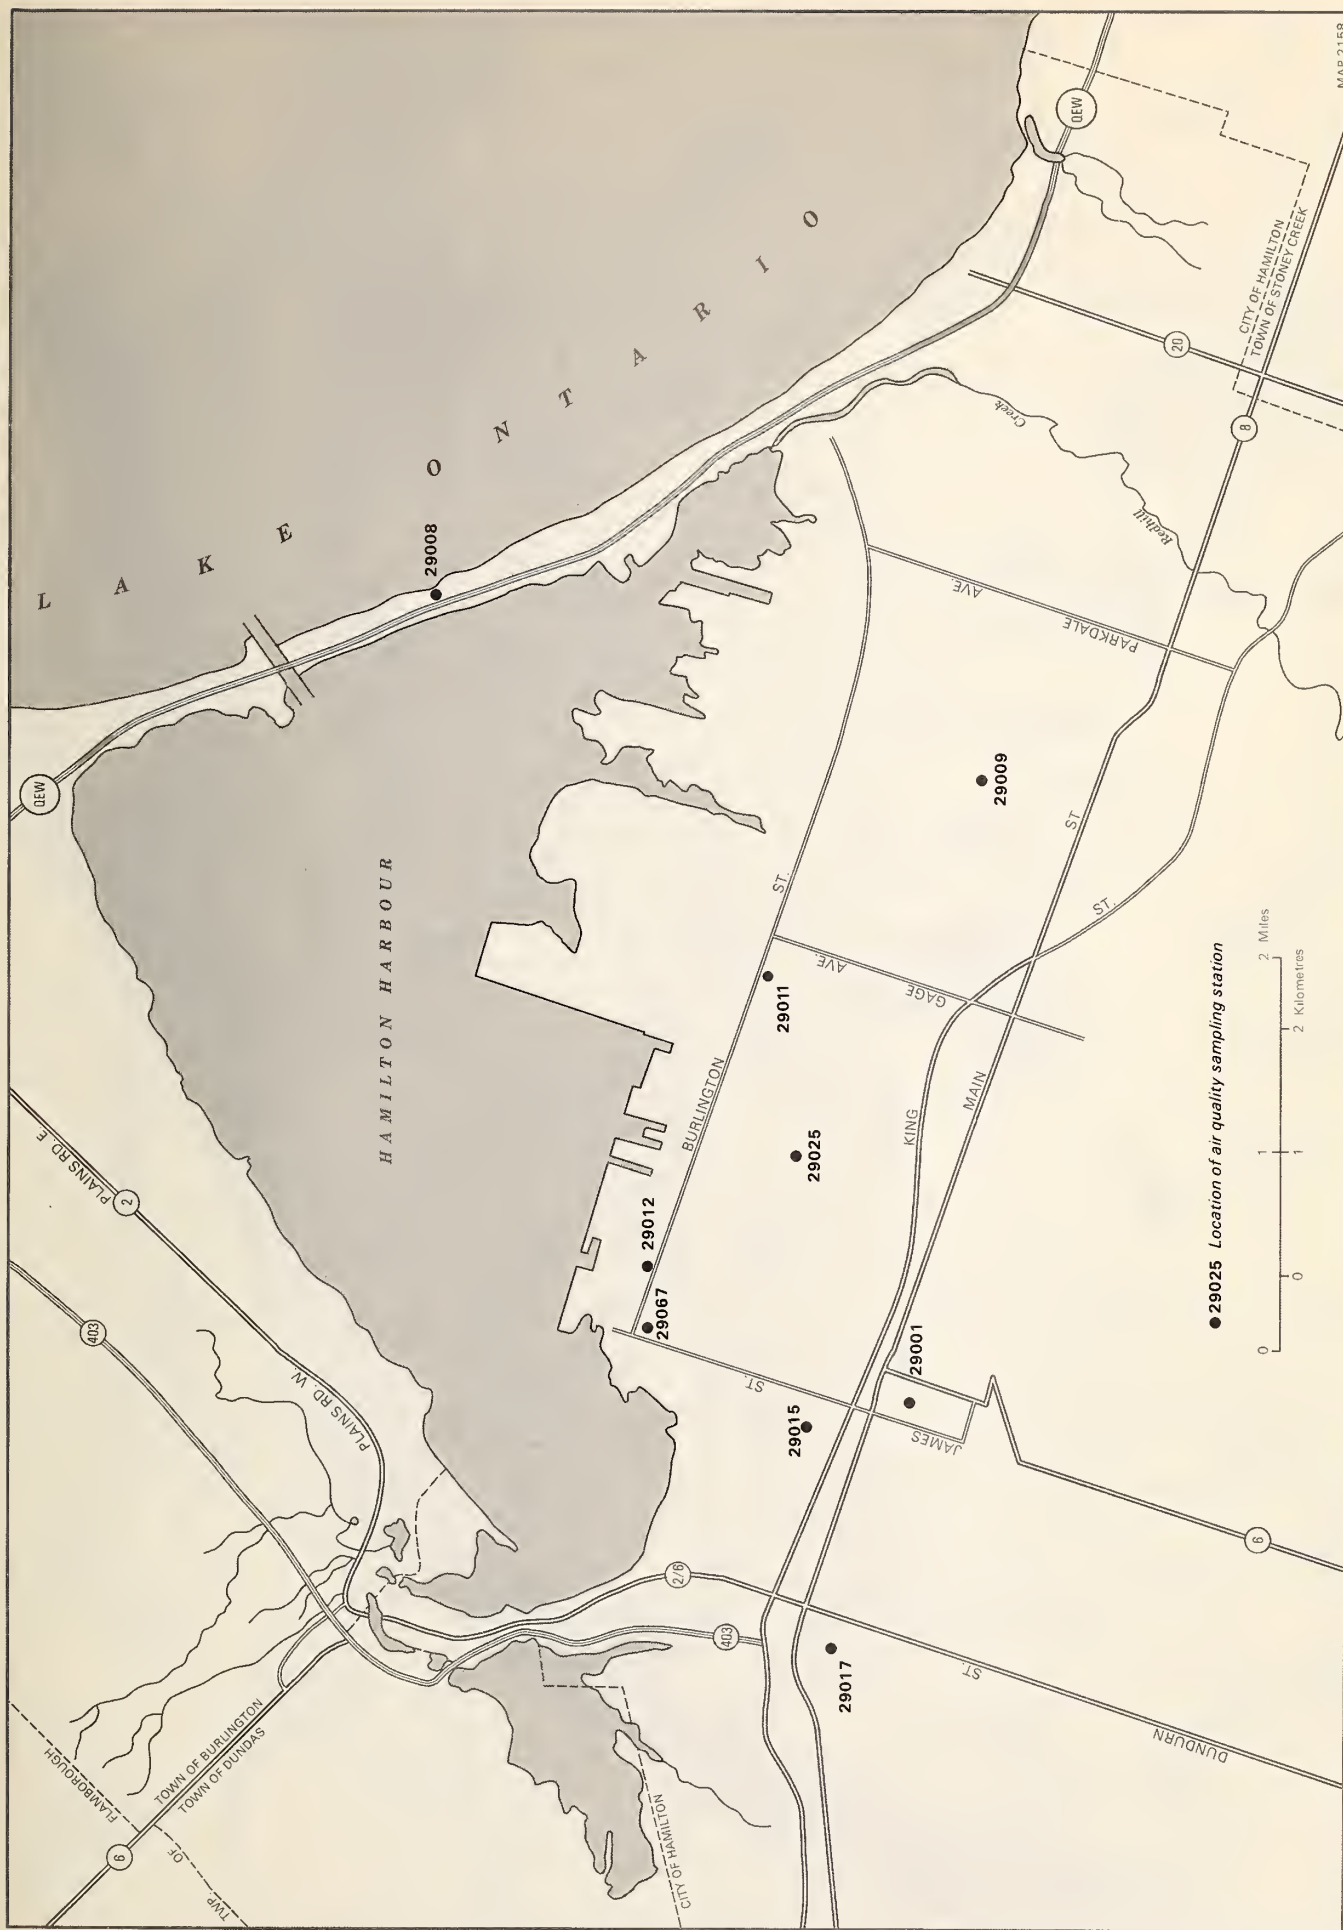 LAKE ONTARIO
HAMILTON HARBOUR
QEW
QEW
29008
29009
29011
29025
29012
29067
29015
29001
29017
PLAINS RD. E.
2
403
PLAINS RD. W.
TOWN OF BURLINGTON
TOWN OF DUNDAS
TWP. OF FLAMBOROUGH
6
2/6
403
CITY OF HAMILTON
BURLINGTON ST.
GAGE AVE.
PARKDALE AVE.
KING ST.
MAIN ST
JAMES ST.
DUNDURN ST.
6
Redhill Creek
20
8
CITY OF HAMILTON
TOWN OF STONEY CREEK
29025 Location of air quality sampling station
0 1 2 Miles
0 1 2 Kilometres
MAP 2158